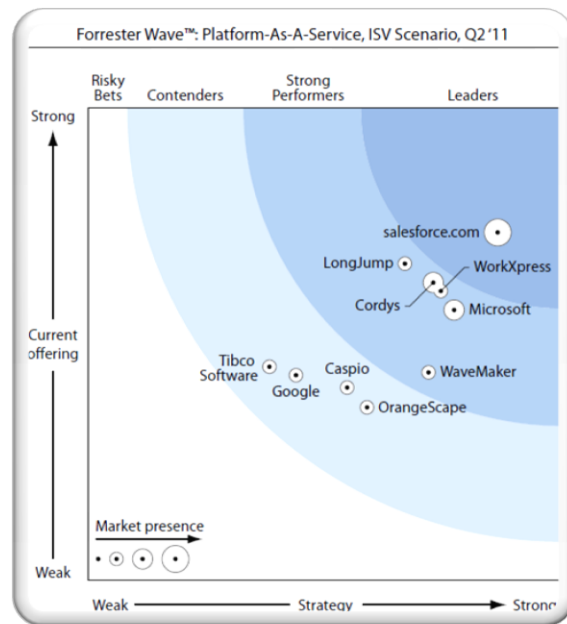 Forrester Wave™: Platform-As-A-Service, ISV Scenario, Q2 '11
Risky
Bets
Contenders
Strong
Performers
Leaders
Strong
salesforce.com
LongJump
WorkXpress
Cordys
Microsoft
Current
offering
Tibco
Software
Google
Caspio
WaveMaker
OrangeScape
Market presence
Weak
Weak
Strategy
Strong